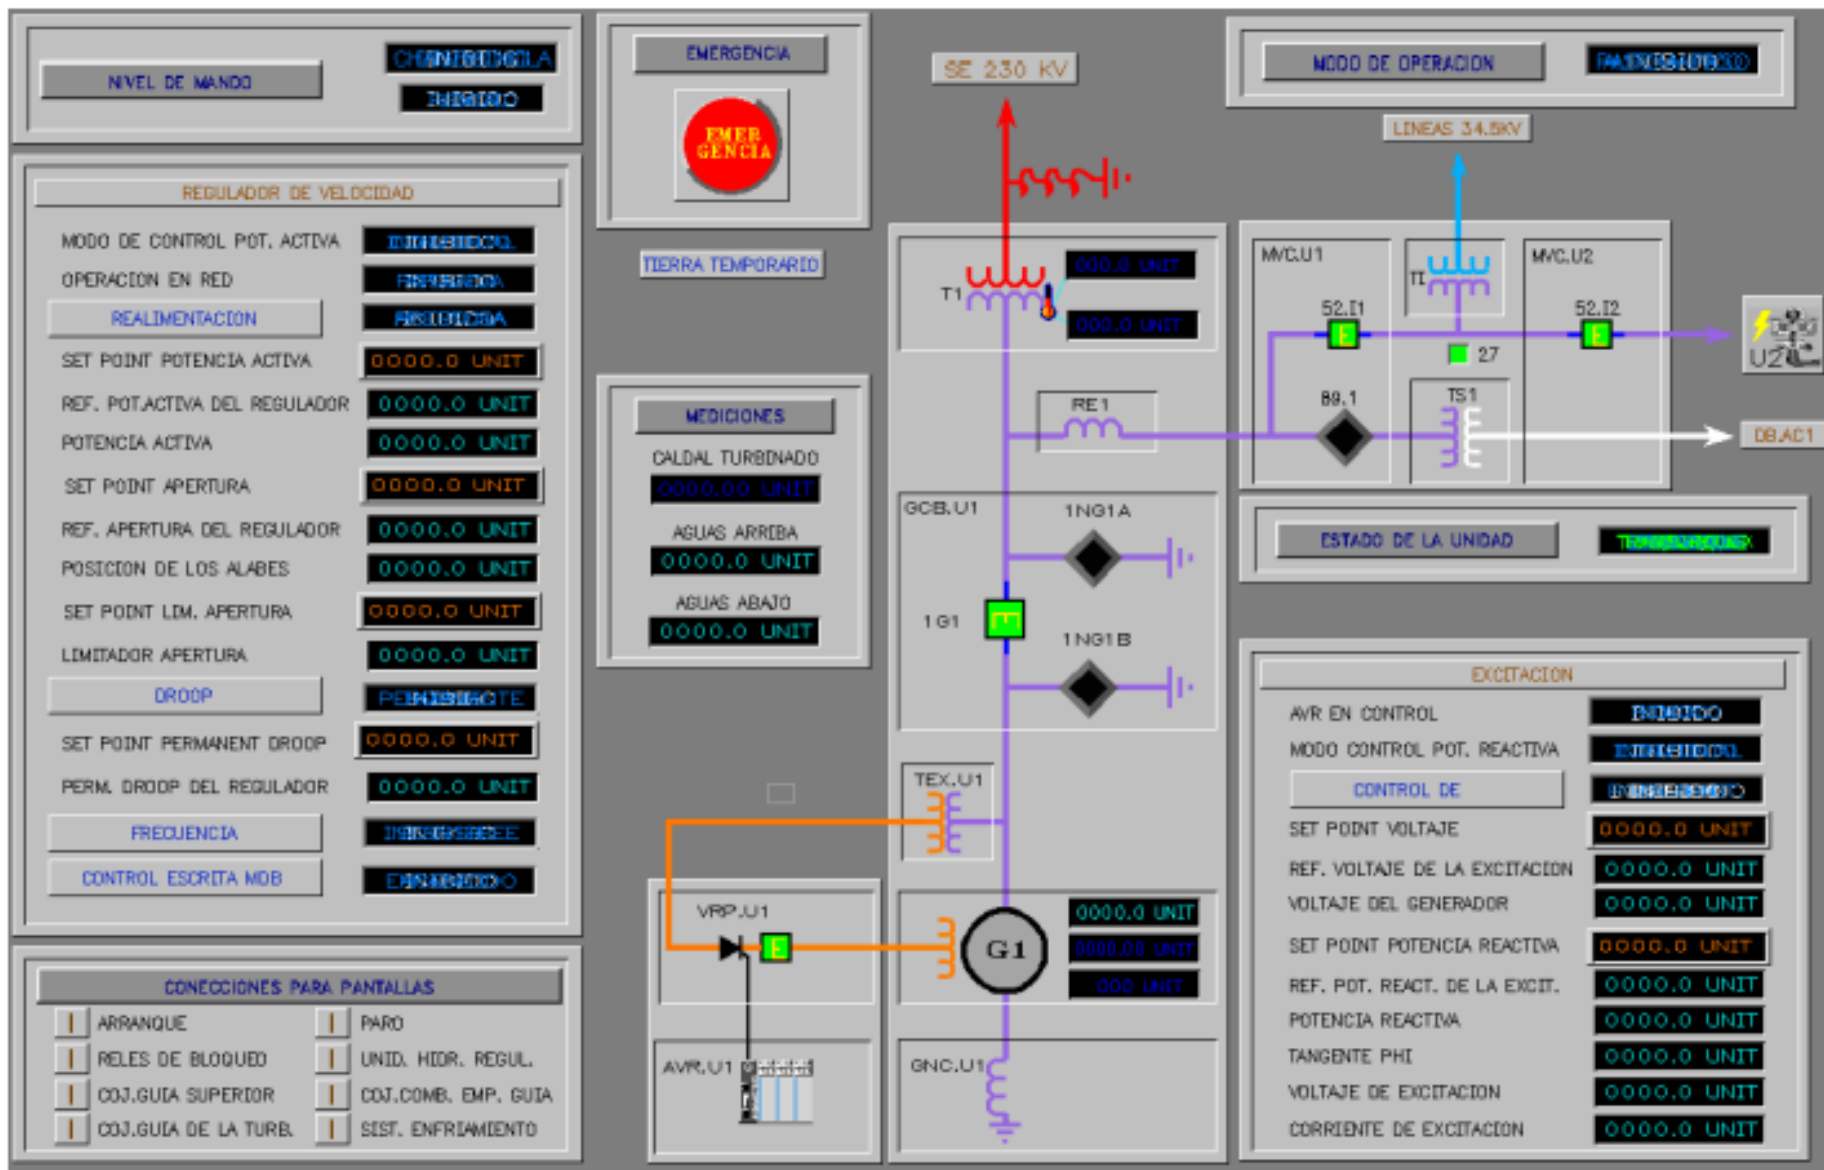 NIVEL DE MANDO
EMERGENCIA
EMER
GENCIA
TIERRA TEMPORARIO
SE 230 KV
MODO DE OPERACION
LINEAS 34.5KV
REGULADOR DE VELOCIDAD
MODO DE CONTROL POT. ACTIVA
OPERACION EN RED
REALIMENTACION
SET POINT POTENCIA ACTIVA
0000.0 UNIT
REF. POT.ACTIVA DEL REGULADOR
0000.0 UNIT
POTENCIA ACTIVA
0000.0 UNIT
SET POINT APERTURA
0000.0 UNIT
REF. APERTURA DEL REGULADOR
0000.0 UNIT
POSICION DE LOS ALABES
0000.0 UNIT
SET POINT LIM. APERTURA
0000.0 UNIT
LIMITADOR APERTURA
0000.0 UNIT
DROOP
SET POINT PERMANENT DROOP
0000.0 UNIT
PERM. DROOP DEL REGULADOR
0000.0 UNIT
FRECUENCIA
CONTROL ESCRITA MDB
CONECCIONES PARA PANTALLAS
ARRANQUE
PARO
RELES DE BLOQUEO
UNID. HIDR. REGUL.
COJ.GUIA SUPERIOR
COJ.COMB. EMP. GUIA
COJ.GUIA DE LA TURB.
SIST. ENFRIAMIENTO
MEDICIONES
CALDAL TURBINADO
0000.00 UNIT
AGUAS ARRIBA
0000.0 UNIT
AGUAS ABAJO
0000.0 UNIT
T1
000.0 UNIT
000.0 UNIT
RE1
GCB.U1
1NG1A
1G1
1NG1B
TEX.U1
VRP.U1
E
G1
0000.0 UNIT
0000.00 UNIT
000 UNIT
AVR.U1
GNC.U1
MVC.U1
TI
MVC.U2
52.I1
E
52.I2
E
27
U2
89.1
TS1
DB.AC1
ESTADO DE LA UNIDAD
EXCITACION
AVR EN CONTROL
MODO CONTROL POT. REACTIVA
CONTROL DE
SET POINT VOLTAJE
0000.0 UNIT
REF. VOLTAJE DE LA EXCITACION
0000.0 UNIT
VOLTAJE DEL GENERADOR
0000.0 UNIT
SET POINT POTENCIA REACTIVA
0000.0 UNIT
REF. POT. REACT. DE LA EXCIT.
0000.0 UNIT
POTENCIA REACTIVA
0000.0 UNIT
TANGENTE PHI
0000.0 UNIT
VOLTAJE DE EXCITACION
0000.0 UNIT
CORRIENTE DE EXCITACION
0000.0 UNIT